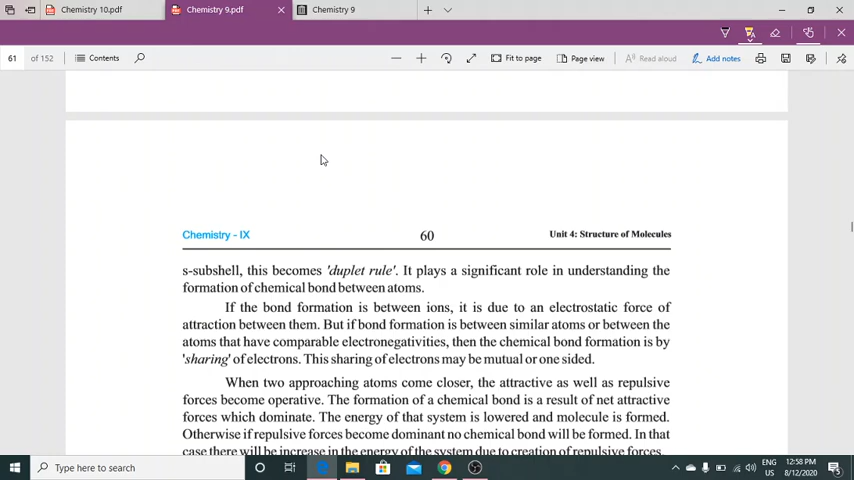 Chemistry 10.pdf
Chemistry 9.pdf
Chemistry 9
61 of 152
Contents
Fit to page
Page view
Read aloud
Add notes
Chemistry - IX
60
Unit 4: Structure of Molecules
s-subshell, this becomes 'duplet rule'. It plays a significant role in understanding the
formation of chemical bond between atoms.
If the bond formation is between ions, it is due to an electrostatic force of
attraction between them. But if bond formation is between similar atoms or between the
atoms that have comparable electronegativities, then the chemical bond formation is by
'sharing' of electrons. This sharing of electrons may be mutual or one sided.
When two approaching atoms come closer, the attractive as well as repulsive
forces become operative. The formation of a chemical bond is a result of net attractive
forces which dominate. The energy of that system is lowered and molecule is formed.
Otherwise if repulsive forces become dominant no chemical bond will be formed. In that
case there will be increase in the energy of the system due to creation of repulsive forces.
Type here to search
ENG
US
12:58 PM
8/12/2020
5